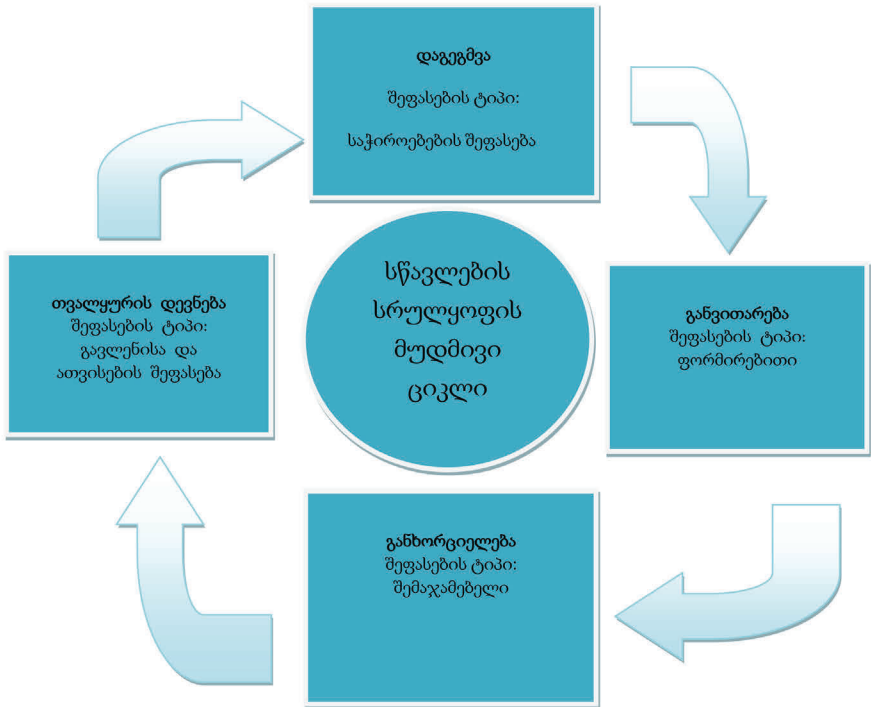 დაგეგმვა
შეფასების ტიპი:
საჭიროებების შეფასება
თვალყურის დევნება
შეფასების ტიპი:
გავლენისა და
ათვისების შეფასება
სწავლების
სრულყოფის
მუდმივი
ციკლი
განვითარება
შეფასების ტიპი:
ფორმირებითი
განხორციელება
შეფასების ტიპი:
შემაჯამებელი